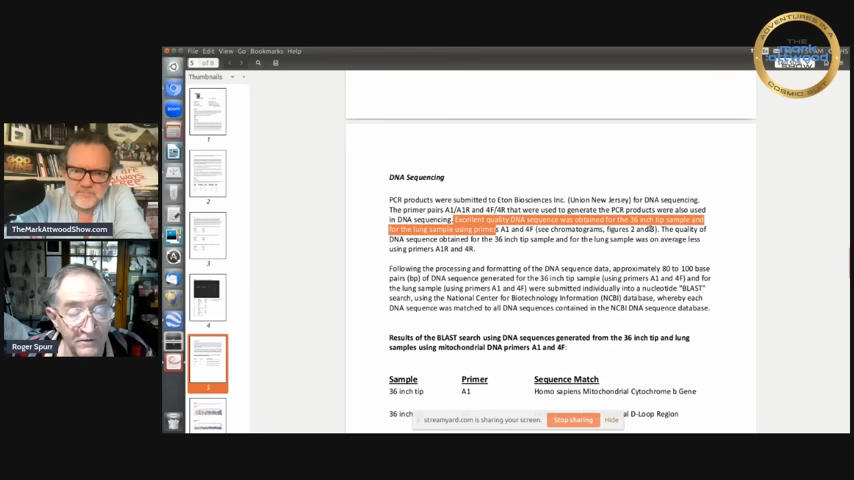 ADVENTURES IN A
THE
mark
attwood
COSMIC SUIT
File Edit View Go Bookmarks Help
5 of 8
Thumbnails
1
2
3
4
5
DNA Sequencing
PCR products were submitted to Eton Biosciences Inc. (Union New Jersey) for DNA sequencing.
The primer pairs A1/A1R and 4F/4R that were used to generate the PCR products were also used
in DNA sequencing. Excellent quality DNA sequence was obtained for the 36 inch tip sample and
for the lung sample using primers A1 and 4F (see chromatograms, figures 2 and 3). The quality of
DNA sequence obtained for the 36 inch tip sample and for the lung sample was on average less
using primers A1R and 4R.
Following the processing and formatting of the DNA sequence data, approximately 80 to 100 base
pairs (bp) of DNA sequence generated for the 36 inch tip sample (using primers A1 and 4F) and for
the lung sample (using primers A1 and 4F) were submitted individually into a nucleotide "BLAST"
search, using the National Center for Biotechnology Information (NCBI) database, whereby each
DNA sequence was matched to all DNA sequences contained in the NCBI DNA sequence database.
Results of the BLAST search using DNA sequences generated from the 36 inch tip and lung
samples using mitochondrial DNA primers A1 and 4F:
Sample Primer Sequence Match
36 inch tip A1 Homo sapiens Mitochondrial Cytochrome b Gene
36 inch D-Loop Region
streamyard.com is sharing your screen. Stop sharing Hide
TheMarkAttwoodShow.com
Roger Spurr
zoom